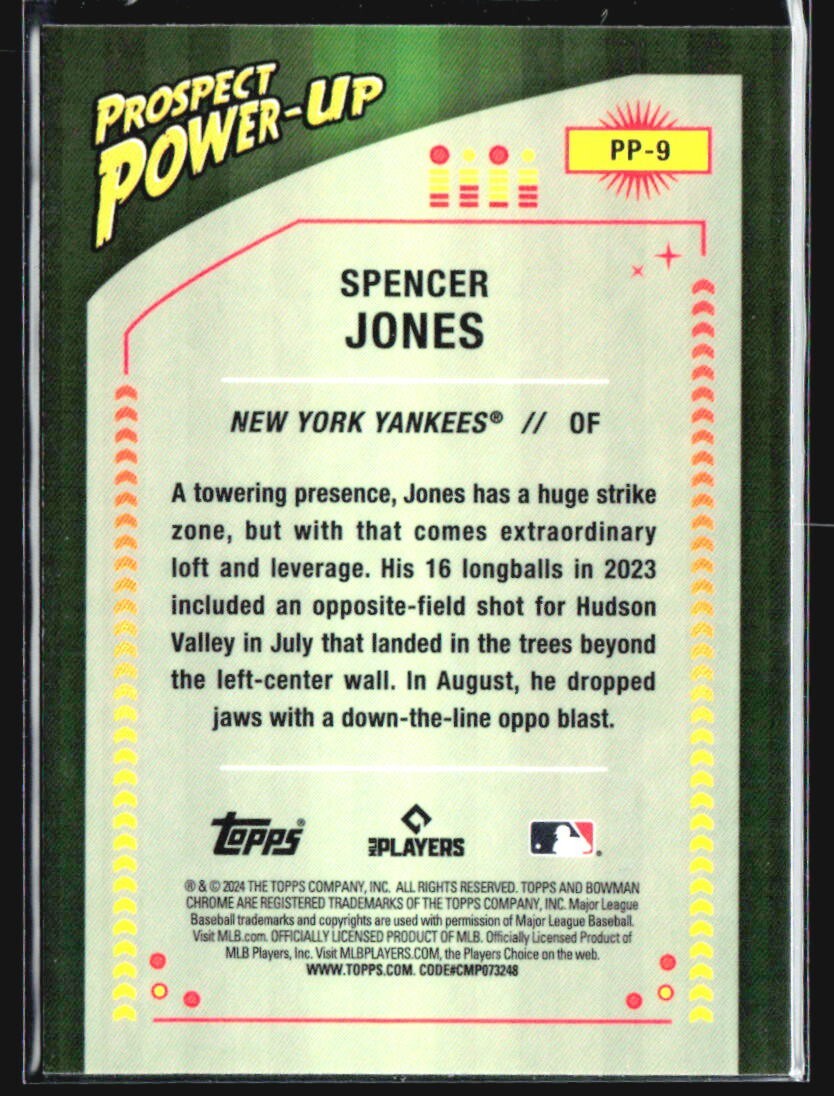 PROSPECT
POWER-UP
PP-9
SPENCER
JONES
NEW YORK YANKEES® // OF
A towering presence, Jones has a huge strike
zone, but with that comes extraordinary
loft and leverage. His 16 longballs in 2023
included an opposite-field shot for Hudson
Valley in July that landed in the trees beyond
the left-center wall. In August, he dropped
jaws with a down-the-line oppo blast.
Topps® MLB PLAYERS
® & © 2024 THE TOPPS COMPANY, INC. ALL RIGHTS RESERVED. TOPPS AND BOWMAN
CHROME ARE REGISTERED TRADEMARKS OF THE TOPPS COMPANY, INC. Major League
Baseball trademarks and copyrights are used with permission of Major League Baseball.
Visit MLB.com. OFFICIALLY LICENSED PRODUCT OF MLB. Officially Licensed Product of
MLB Players, Inc. Visit MLBPLAYERS.COM, the Players Choice on the web.
WWW.TOPPS.COM. CODE#CMP073248